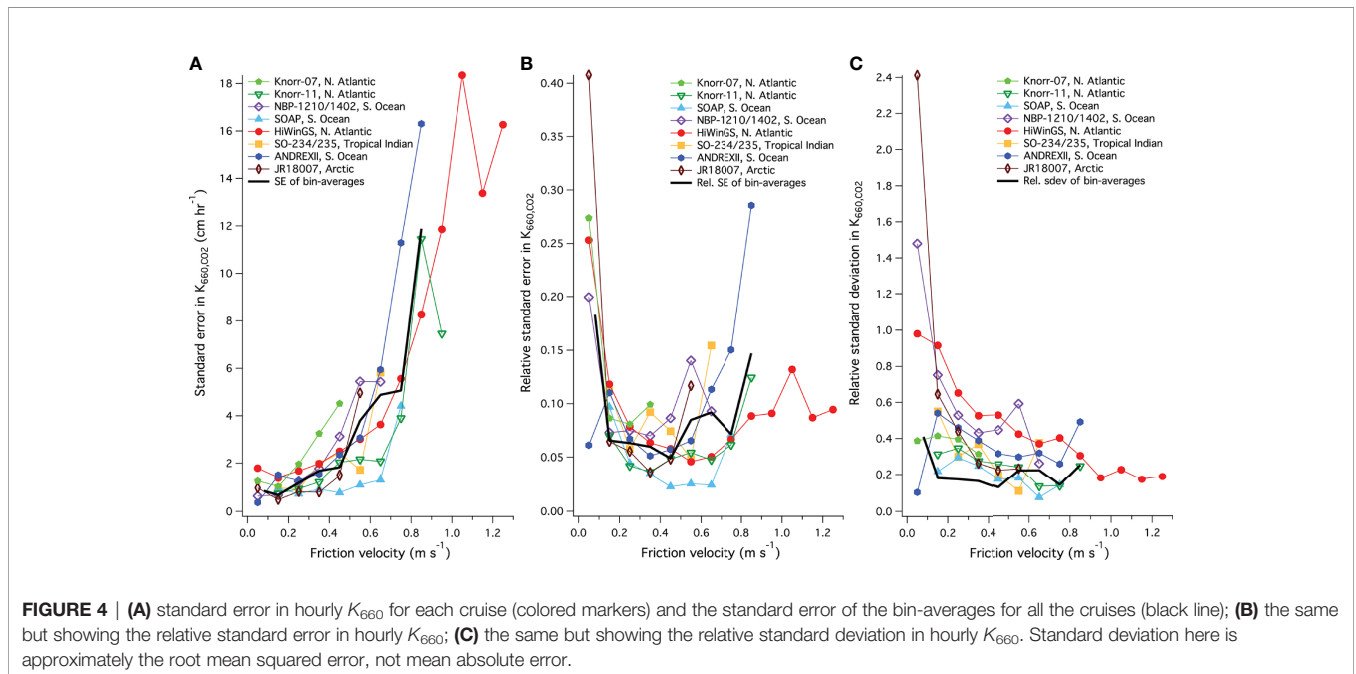 A
Standard error in K660,CO2 (cm hr-1)
18
16
14
12
10
8
6
4
2
0
Knorr-07, N. Atlantic
Knorr-11, N. Atlantic
NBP-1210/1402, S. Ocean
SOAP, S. Ocean
HiWinGS, N. Atlantic
SO-234/235, Tropical Indian
ANDREXII, S. Ocean
JR18007, Arctic
SE of bin-averages
0.0 0.2 0.4 0.6 0.8 1.0 1.2
Friction velocity (m s-1)
B
Relative standard error in K660,CO2
0.40
0.35
0.30
0.25
0.20
0.15
0.10
0.05
0.00
Knorr-07, N. Atlantic
Knorr-11, N. Atlantic
SOAP, S. Ocean
NBP-1210/1402, S. Ocean
HiWinGS, N. Atlantic
SO-234/235, Tropical Indian
ANDREXII, S. Ocean
JR18007, Arctic
Rel. SE of bin-averages
0.0 0.2 0.4 0.6 0.8 1.0 1.2
Friction velocity (m s-1)
C
Relative standard deviation in K660,CO2
2.4
2.2
2.0
1.8
1.6
1.4
1.2
1.0
0.8
0.6
0.4
0.2
0.0
Knorr-07, N. Atlantic
Knorr-11, N. Atlantic
SOAP, S. Ocean
NBP-1210/1402, S. Ocean
HiWinGS, N. Atlantic
SO-234/235, Tropical Indian
ANDREXII, S. Ocean
JR18007, Arctic
Rel. sdev of bin-averages
0.0 0.2 0.4 0.6 0.8 1.0 1.2
Friction velocity (m s-1)
FIGURE 4 | (A) standard error in hourly K660 for each cruise (colored markers) and the standard error of the bin-averages for all the cruises (black line); (B) the same
but showing the relative standard error in hourly K660; (C) the same but showing the relative standard deviation in hourly K660. Standard deviation here is
approximately the root mean squared error, not mean absolute error.